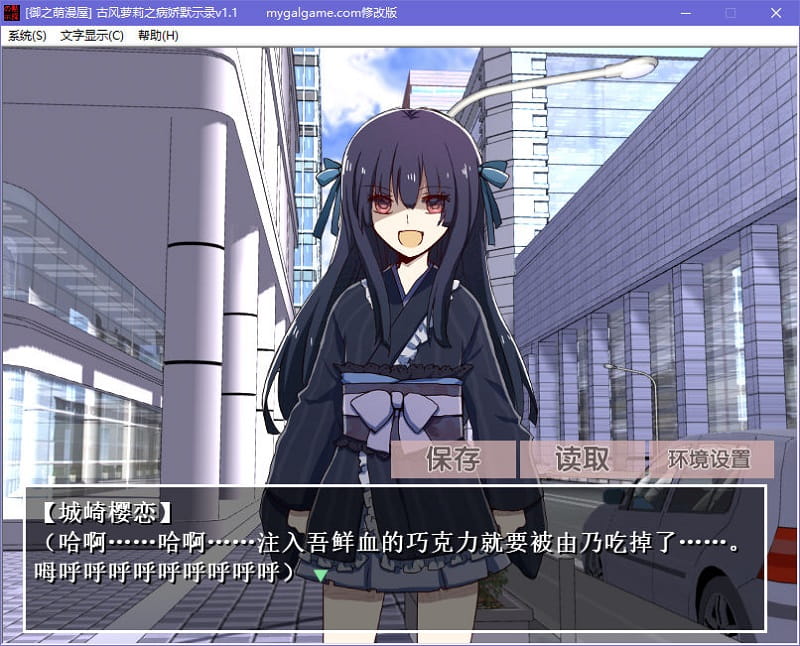 [御之萌漫屋] 古风萝莉之病娇默示录v1.1 mygalgame.com修改版
系统(S) 文字显示(C) 帮助(H)
保存 读取 环境设置
【城崎樱恋】
（哈啊……哈啊……注入吾鲜血的巧克力就要被由乃吃掉了……。
呣呼呼呼呼呼呼呼呼呼）